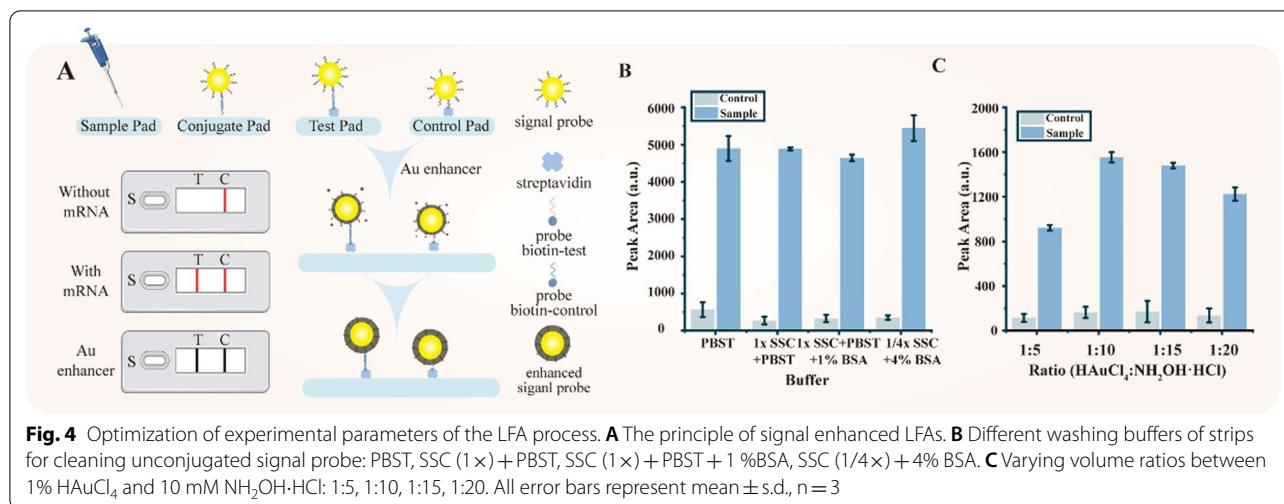 A
Sample Pad
Conjugate Pad
Test Pad
Control Pad
signal probe
Without
mRNA
S
T C
With
mRNA
S
T C
Au
enhancer
S
T C
Au enhancer
streptavidin
probe
biotin-test
probe
biotin-control
enhanced
siganl probe
B
Control
Sample
Peak Area (a.u.)
6000
5000
4000
3000
2000
1000
500
0
PBST
1x SSC
+PBST
1x SSC+PBST
+1% BSA
1/4x SSC
+4% BSA
Buffer
C
Control
Sample
Peak Area (a.u.)
2000
1600
1200
800
400
0
1:5
1:10
1:15
1:20
Ratio (HAuCl₄:NH₂OH·HCl)
Fig. 4 Optimization of experimental parameters of the LFA process. A The principle of signal enhanced LFAs. B Different washing buffers of strips
for cleaning unconjugated signal probe: PBST, SSC (1×) + PBST, SSC (1×) + PBST + 1 %BSA, SSC (1/4×) + 4% BSA. C Varying volume ratios between
1% HAuCl₄ and 10 mM NH₂OH·HCl: 1:5, 1:10, 1:15, 1:20. All error bars represent mean ± s.d., n = 3